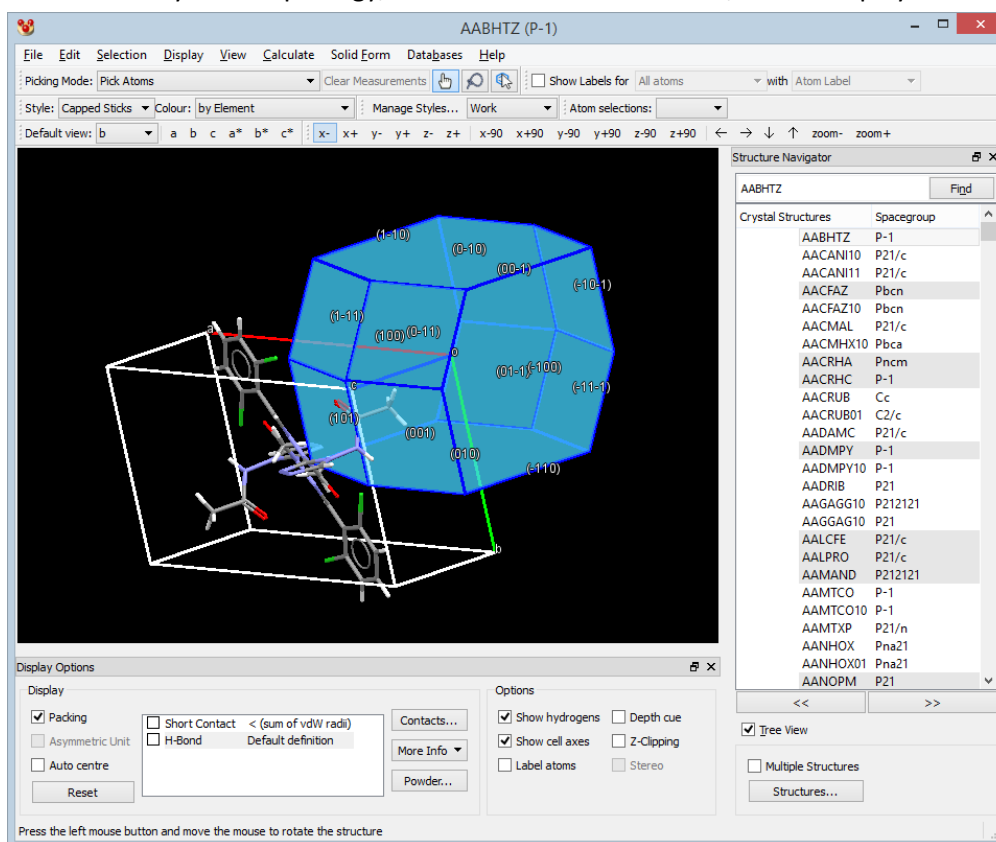 AABHTZ (P-1)
File Edit Selection Display View Calculate Solid Form Databases Help
Picking Mode: Pick Atoms Clear Measurements Show Labels for All atoms with Atom Label
Style: Capped Sticks Colour: by Element Manage Styles... Work Atom selections:
Default view: b a b c a* b* c* x- x+ y- y+ z- z+ x-90 x+90 y-90 y+90 z-90 z+90 ← → ↓ ↑ zoom- zoom+
(1-10)
(0-10)
(00-1)
(-10-1)
(1-11)
(100)
(0-11)
a
o
(01-1)
(-100)
c
(-11-1)
(101)
(001)
(010)
(-110)
b
Structure Navigator
AABHTZ Find
Crystal Structures Spacegroup
AABHTZ P-1
AACANI10 P21/c
AACANI11 P21/c
AACFAZ Pbcn
AACFAZ10 Pbcn
AACMAL P21/c
AACMHX10 Pbca
AACRHA Pncm
AACRHC P-1
AACRUB Cc
AACRUB01 C2/c
AADAMC P21/c
AADMPY P-1
AADMPY10 P-1
AADRIB P21
AAGAGG10 P212121
AAGGAG10 P21
AALCFE P21/c
AALPRO P21/c
AAMAND P212121
AAMTCO P-1
AAMTCO10 P-1
AAMTXP P21/n
AANHOX Pna21
AANHOX01 Pna21
AANOPM P21
<< >>
Tree View
Multiple Structures
Structures...
Display Options
Display
Packing
Asymmetric Unit
Auto centre
Reset
Short Contact < (sum of vdW radii)
H-Bond Default definition
Contacts...
More Info
Powder...
Options
Show hydrogens Depth cue
Show cell axes Z-Clipping
Label atoms Stereo
Press the left mouse button and move the mouse to rotate the structure